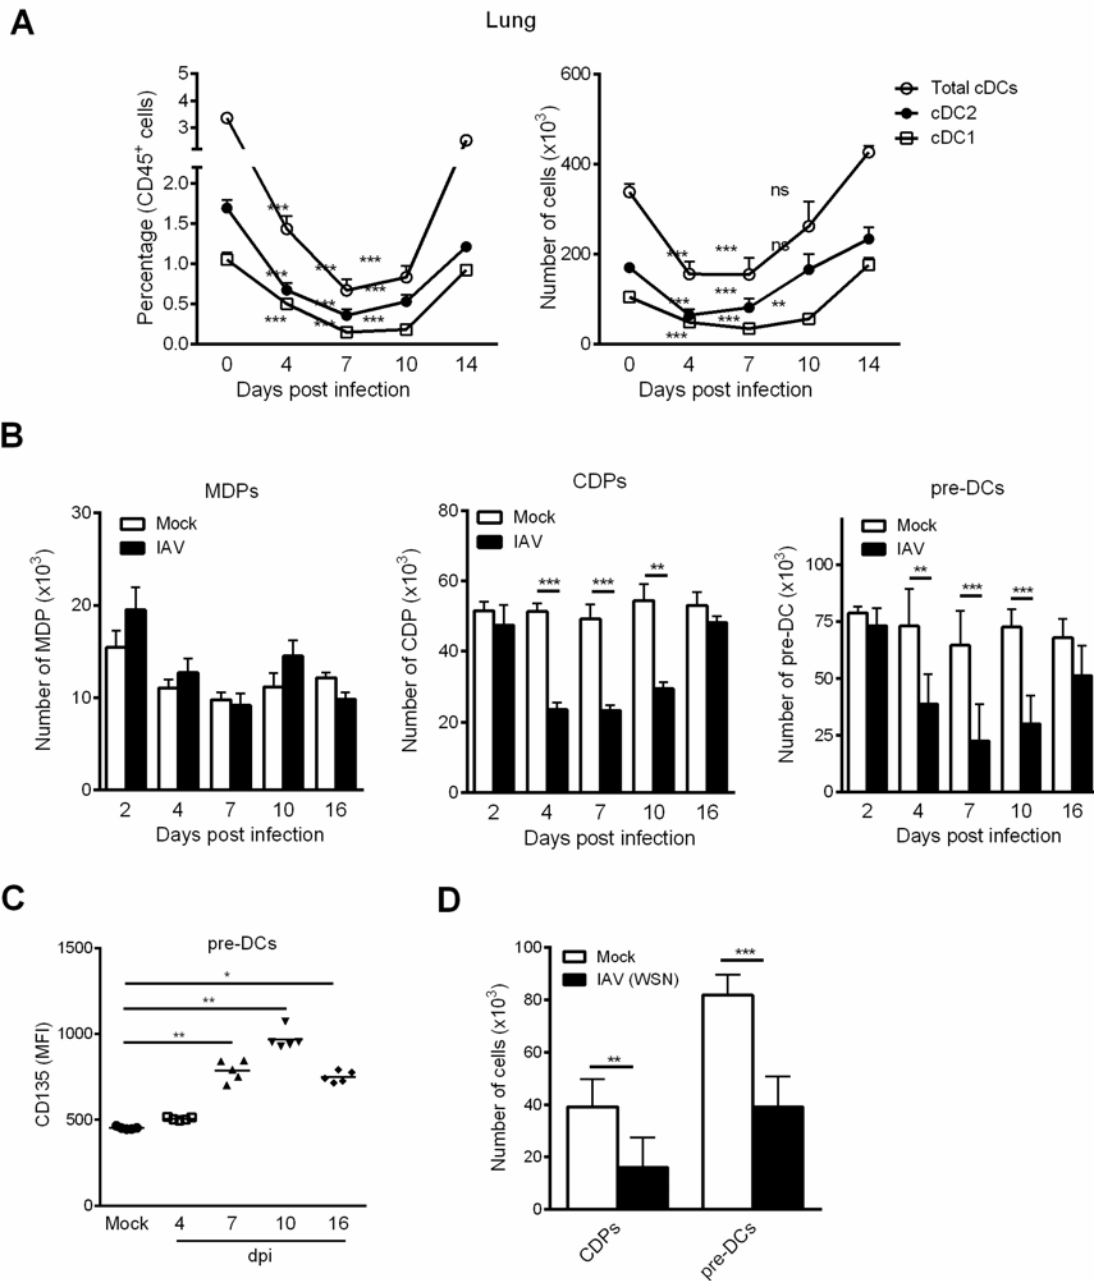 A
Lung
Percentage (CD45+ cells)
5
4
3
2.0
1.5
1.0
0.5
0.0
***
***
***
***
***
***
***
***
***
0 4 7 10 14
Days post infection
Number of cells (x10³)
600
400
200
0
***
***
***
***
***
***
ns
ns
**
0 4 7 10 14
Days post infection
Total cDCs
cDC2
cDC1
B
MDPs
Mock
IAV
Number of MDP (x10³)
30
20
10
0
2 4 7 10 16
Days post infection
CDPs
Mock
IAV
Number of CDP (x10³)
80
60
40
20
0
*** *** **
2 4 7 10 16
Days post infection
pre-DCs
Mock
IAV
Number of pre-DC (x10³)
100
75
50
25
0
** *** ***
2 4 7 10 16
Days post infection
C
pre-DCs
CD135 (MFI)
1500
1000
500
0
*
**
**
Mock 4 7 10 16
dpi
D
Mock
IAV (WSN)
Number of cells (x10³)
100
80
60
40
20
0
**
***
CDPs
pre-DCs